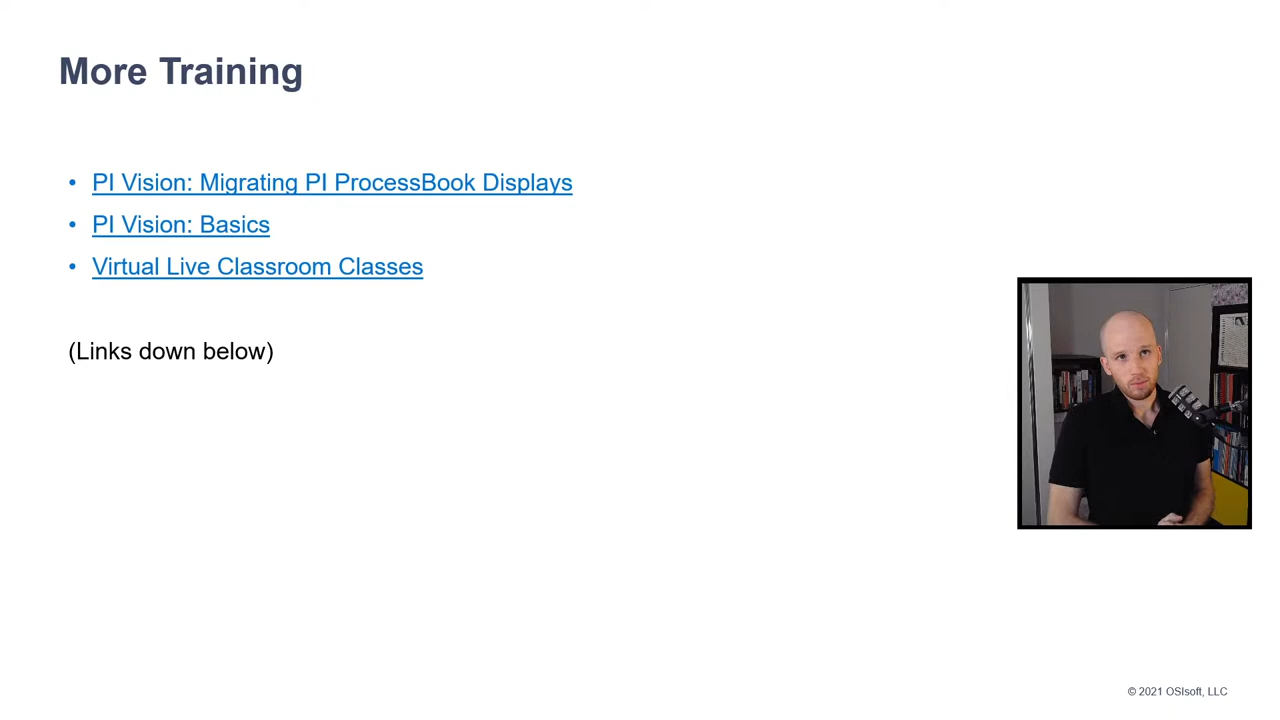 More Training
• PI Vision: Migrating PI ProcessBook Displays
• PI Vision: Basics
• Virtual Live Classroom Classes
(Links down below)
© 2021 OSIsoft, LLC